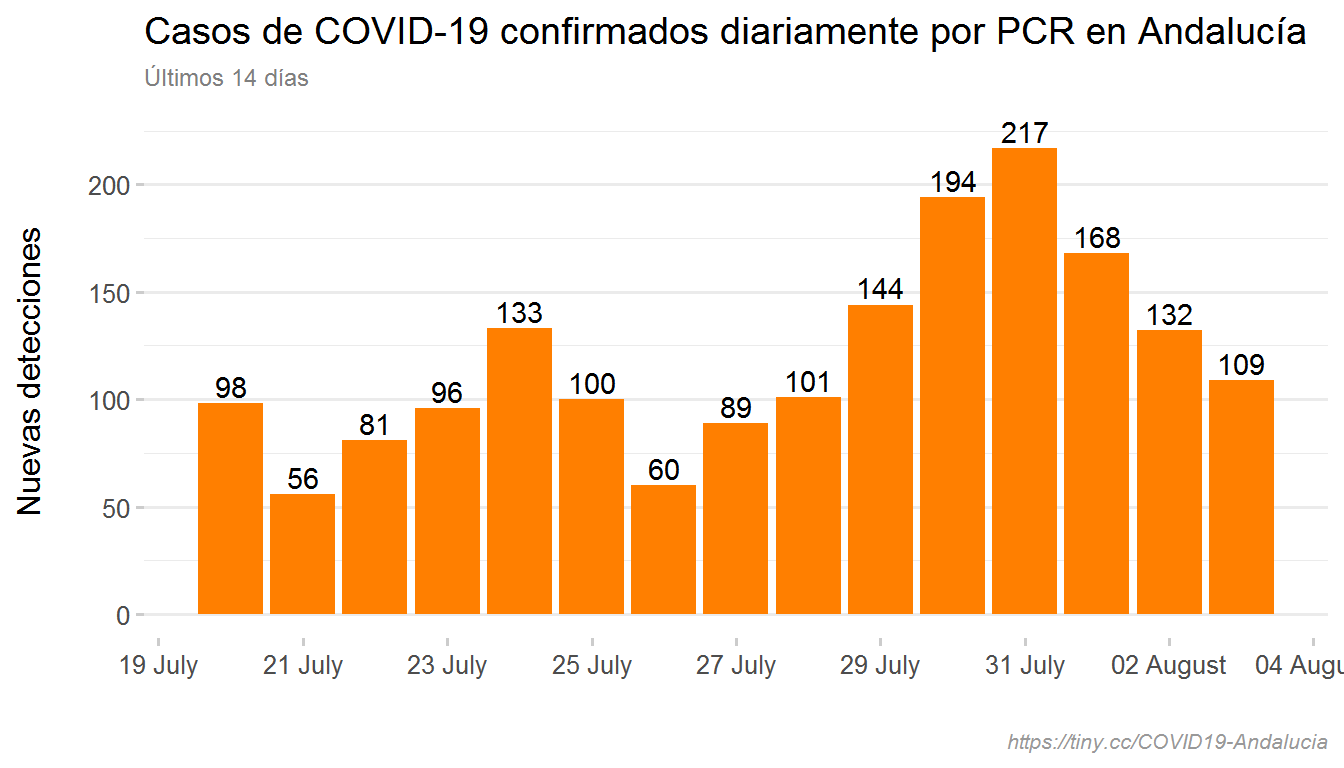 Casos de COVID-19 confirmados diariamente por PCR en Andalucía
Últimos 14 días
Nuevas detecciones
200
150
100
50
0
98
56
81
96
133
100
60
89
101
144
194
217
168
132
109
19 July
21 July
23 July
25 July
27 July
29 July
31 July
02 August
04 Augu
https://tiny.cc/COVID19-Andalucia